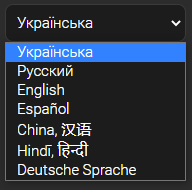 Українська
Українська
Русский
English
Español
China, 汉语
Hindī, हिन्दी
Deutsche Sprache